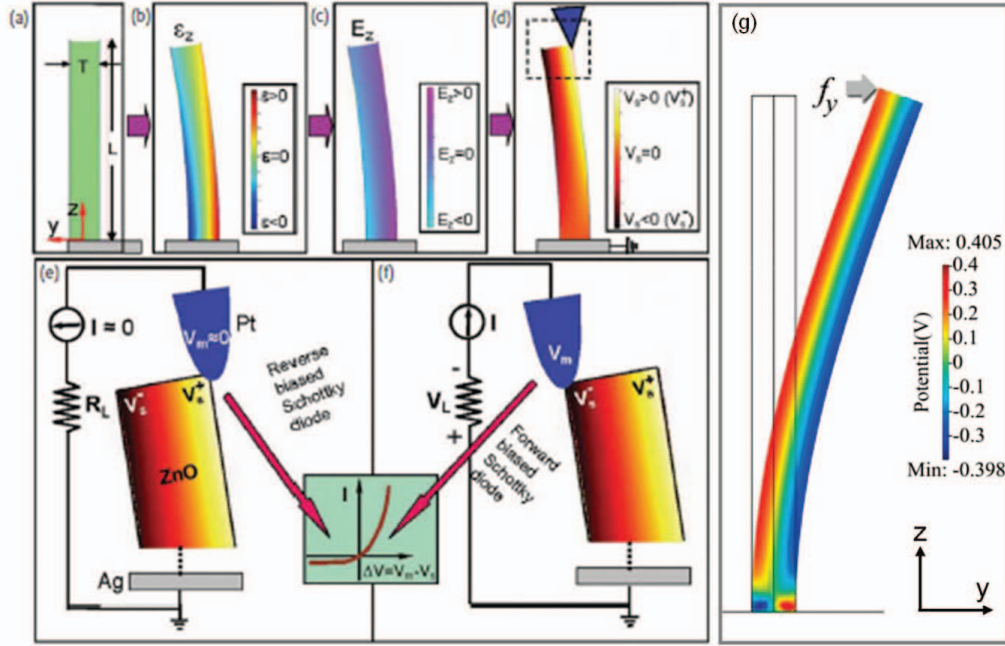 (a)
T
L
z
y
(b)
εz
ε>0
ε=0
ε<0
(c)
Ez
Ez>0
Ez=0
Ez<0
(d)
Vs>0 (Vs+)
Vs=0
Vs<0 (Vs-)
(e)
I ≈ 0
Vm≈0
Pt
RL
Vs-
Vs+
ZnO
Ag
Reverse
biased
Schottky
diode
I
ΔV=Vm-Vs
(f)
I
Vm
-
VL
+
Vs-
Vs+
Forward
biased
Schottky
diode
(g)
fy
Max: 0.405
0.4
0.3
0.2
0.1
0
-0.1
-0.2
-0.3
Min: -0.398
Potential(V)
z
y